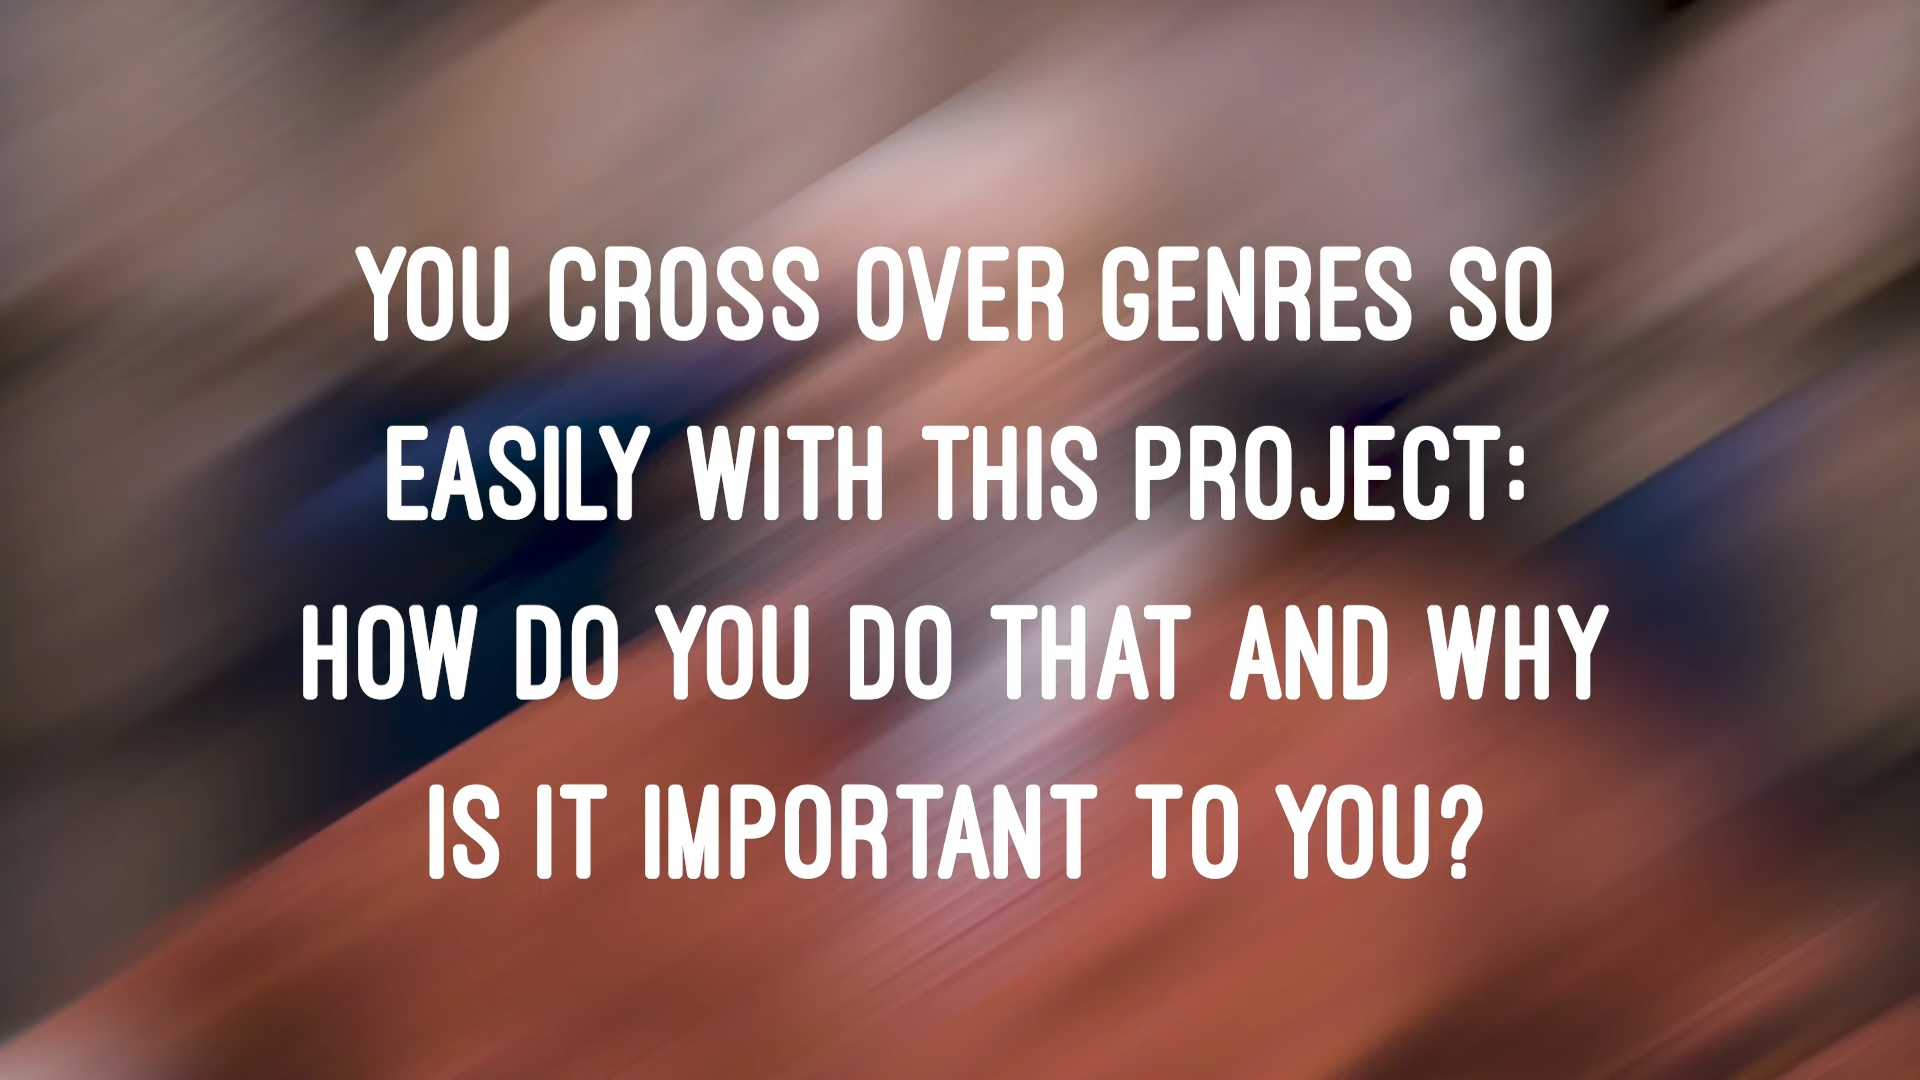 YOU CROSS OVER GENRES SO
EASILY WITH THIS PROJECT:
HOW DO YOU DO THAT AND WHY
IS IT IMPORTANT TO YOU?